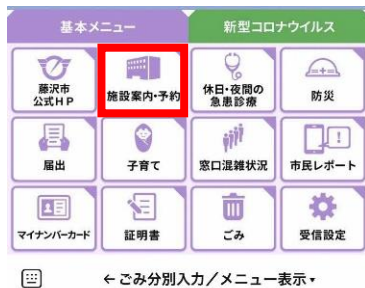 基本メニュー
新型コロナウイルス
藤沢市
公式HP
施設案内・予約
休日・夜間の
急患診療
防災
届出
子育て
窓口混雑状況
市民レポート
マイナンバーカード
証明書
ごみ
受信設定
←ごみ分別入力／メニュー表示▾